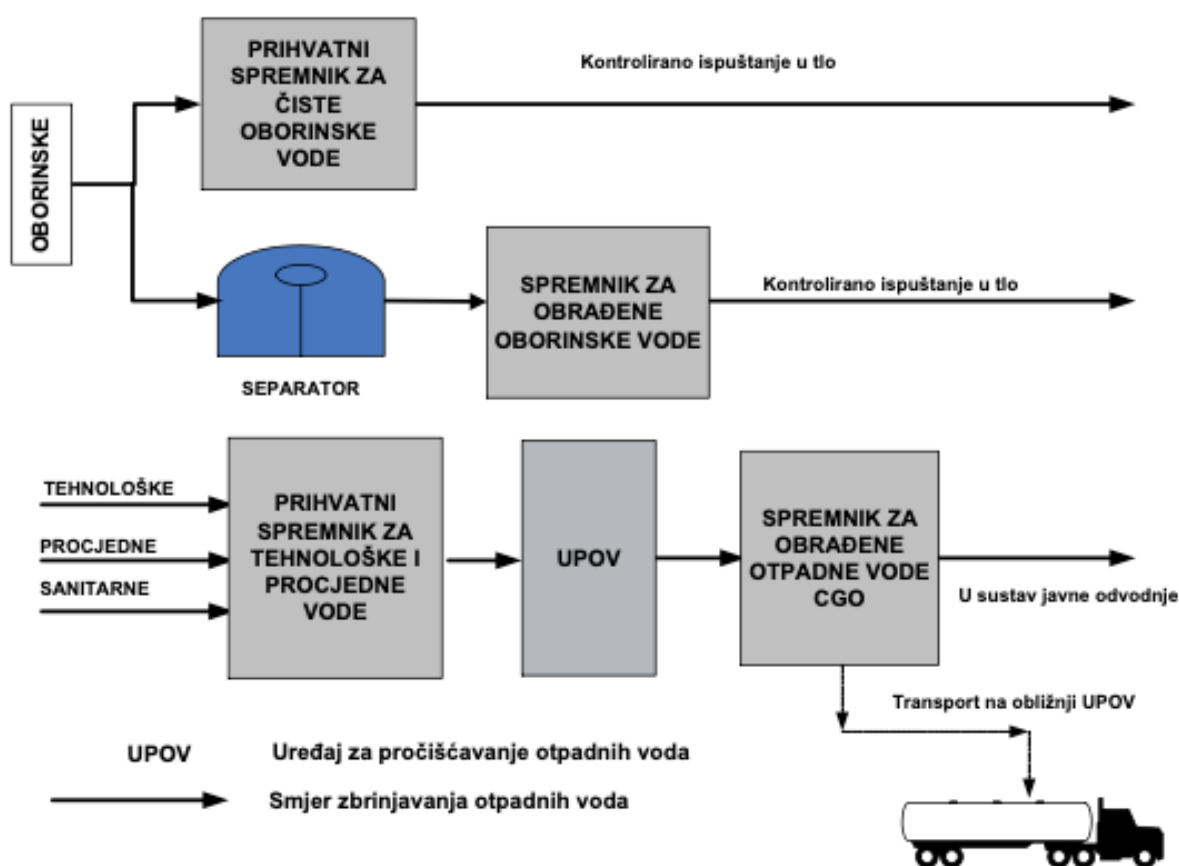 PRIHVATNI
SPREMNIK ZA
ČISTE
OBORINSKE
VODE
Kontrolirano ispuštanje u tlo
OBORINSKE
SPREMNIK ZA
OBRAĐENE
OBORINSKE VODE
Kontrolirano ispuštanje u tlo
SEPARATOR
TEHNOLOŠKE
PROCJEDNE
SANITARNE
PRIHVATNI
SPREMNIK ZA
TEHNOLOŠKE I
PROCJEDNE
VODE
UPOV
SPREMNIK ZA
OBRAĐENE
OTPADNE VODE
CGO
U sustav javne odvodnje
Transport na obližnji UPOV
UPOV Uređaj za pročišćavanje otpadnih voda
Smjer zbrinjavanja otpadnih voda